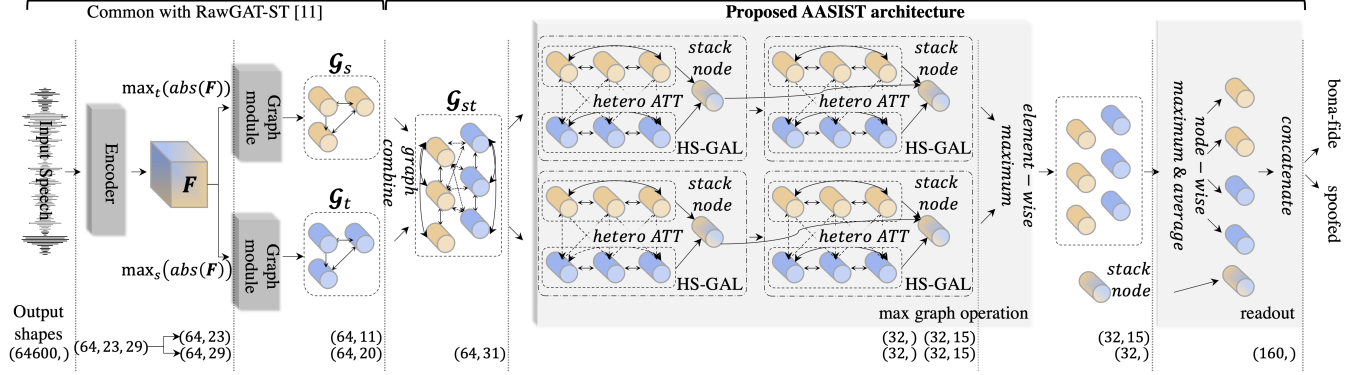 Common with RawGAT-ST [11]
Proposed AASIST architecture
Input Speech
Encoder
F
max_t(abs(F))
max_s(abs(F))
Graph
module
Graph
module
𝓖_s
𝓖_t
graph
combine
𝓖_st
stack
node
hetero ATT
HS-GAL
stack
node
hetero ATT
HS-GAL
stack
node
hetero ATT
HS-GAL
stack
node
hetero ATT
HS-GAL
max graph operation
element − wise
maximum
stack
node
node − wise
maximum & average
readout
concatenate
bona-fide
spoofed
Output
shapes
(64600, )
(64, 23, 29)
(64, 23)
(64, 29)
(64, 11)
(64, 20)
(64, 31)
(32, ) (32, 15)
(32, ) (32, 15)
(32, 15)
(32, )
(160, )